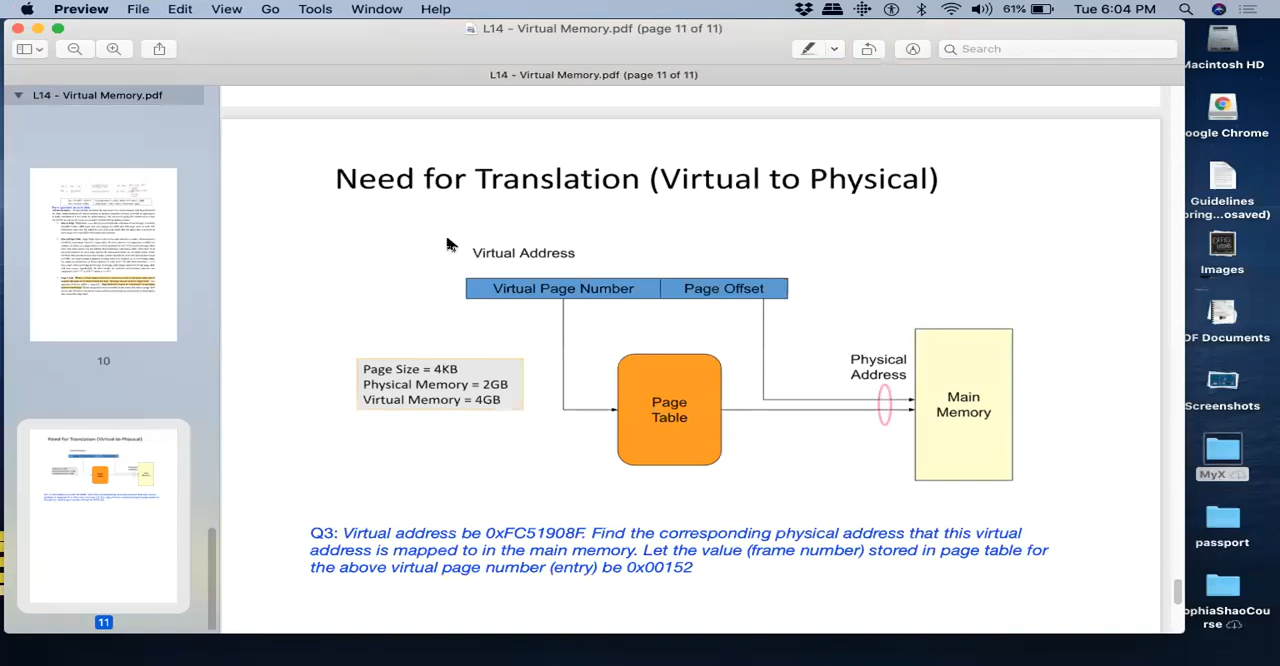 Preview File Edit View Go Tools Window Help 61% Tue 6:04 PM
L14 - Virtual Memory.pdf (page 11 of 11)
Search
L14 - Virtual Memory.pdf (page 11 of 11)
L14 - Virtual Memory.pdf
10
11
Need for Translation (Virtual to Physical)
Virtual Address
Virtual Page Number Page Offset
Page Size = 4KB
Physical Memory = 2GB
Virtual Memory = 4GB
Page
Table
Physical
Address
Main
Memory
Q3: Virtual address be 0xFC51908F. Find the corresponding physical address that this virtual
address is mapped to in the main memory. Let the value (frame number) stored in page table for
the above virtual page number (entry) be 0x00152
Macintosh HD
oogle Chrome
Guidelines
pring...osaved)
Images
DF Documents
Screenshots
MyX
passport
ophiaShaoCou
rse